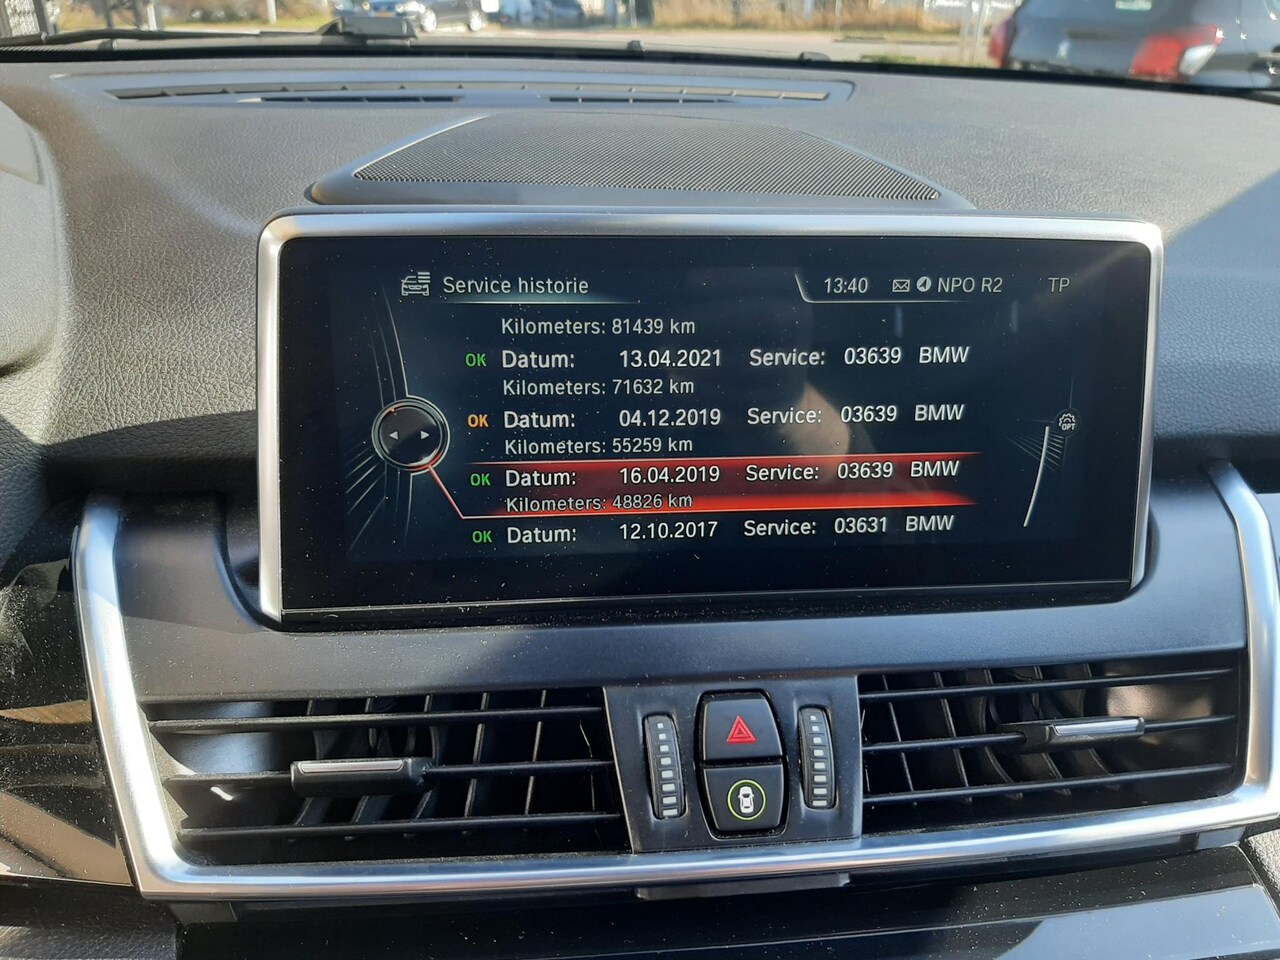 Service historie 13:40 NPO R2 TP
Kilometers: 81439 km
OK Datum: 13.04.2021 Service: 03639 BMW
Kilometers: 71632 km
OK Datum: 04.12.2019 Service: 03639 BMW
Kilometers: 55259 km
OK Datum: 16.04.2019 Service: 03639 BMW
Kilometers: 48826 km
OK Datum: 12.10.2017 Service: 03631 BMW
OPT